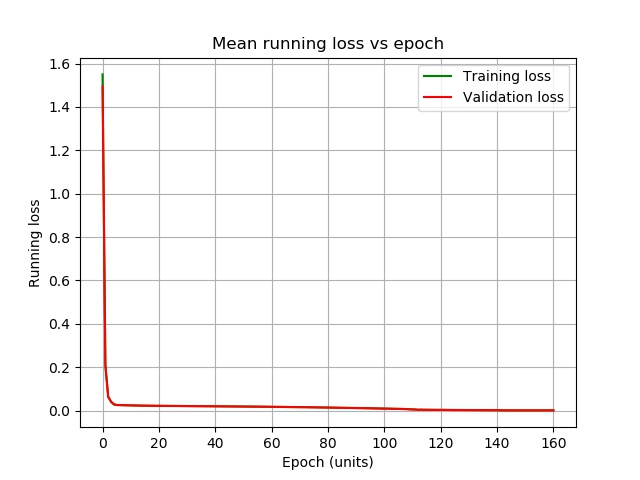 Mean running loss vs epoch
Training loss
Validation loss
Running loss
1.6
1.4
1.2
1.0
0.8
0.6
0.4
0.2
0.0
0 20 40 60 80 100 120 140 160
Epoch (units)